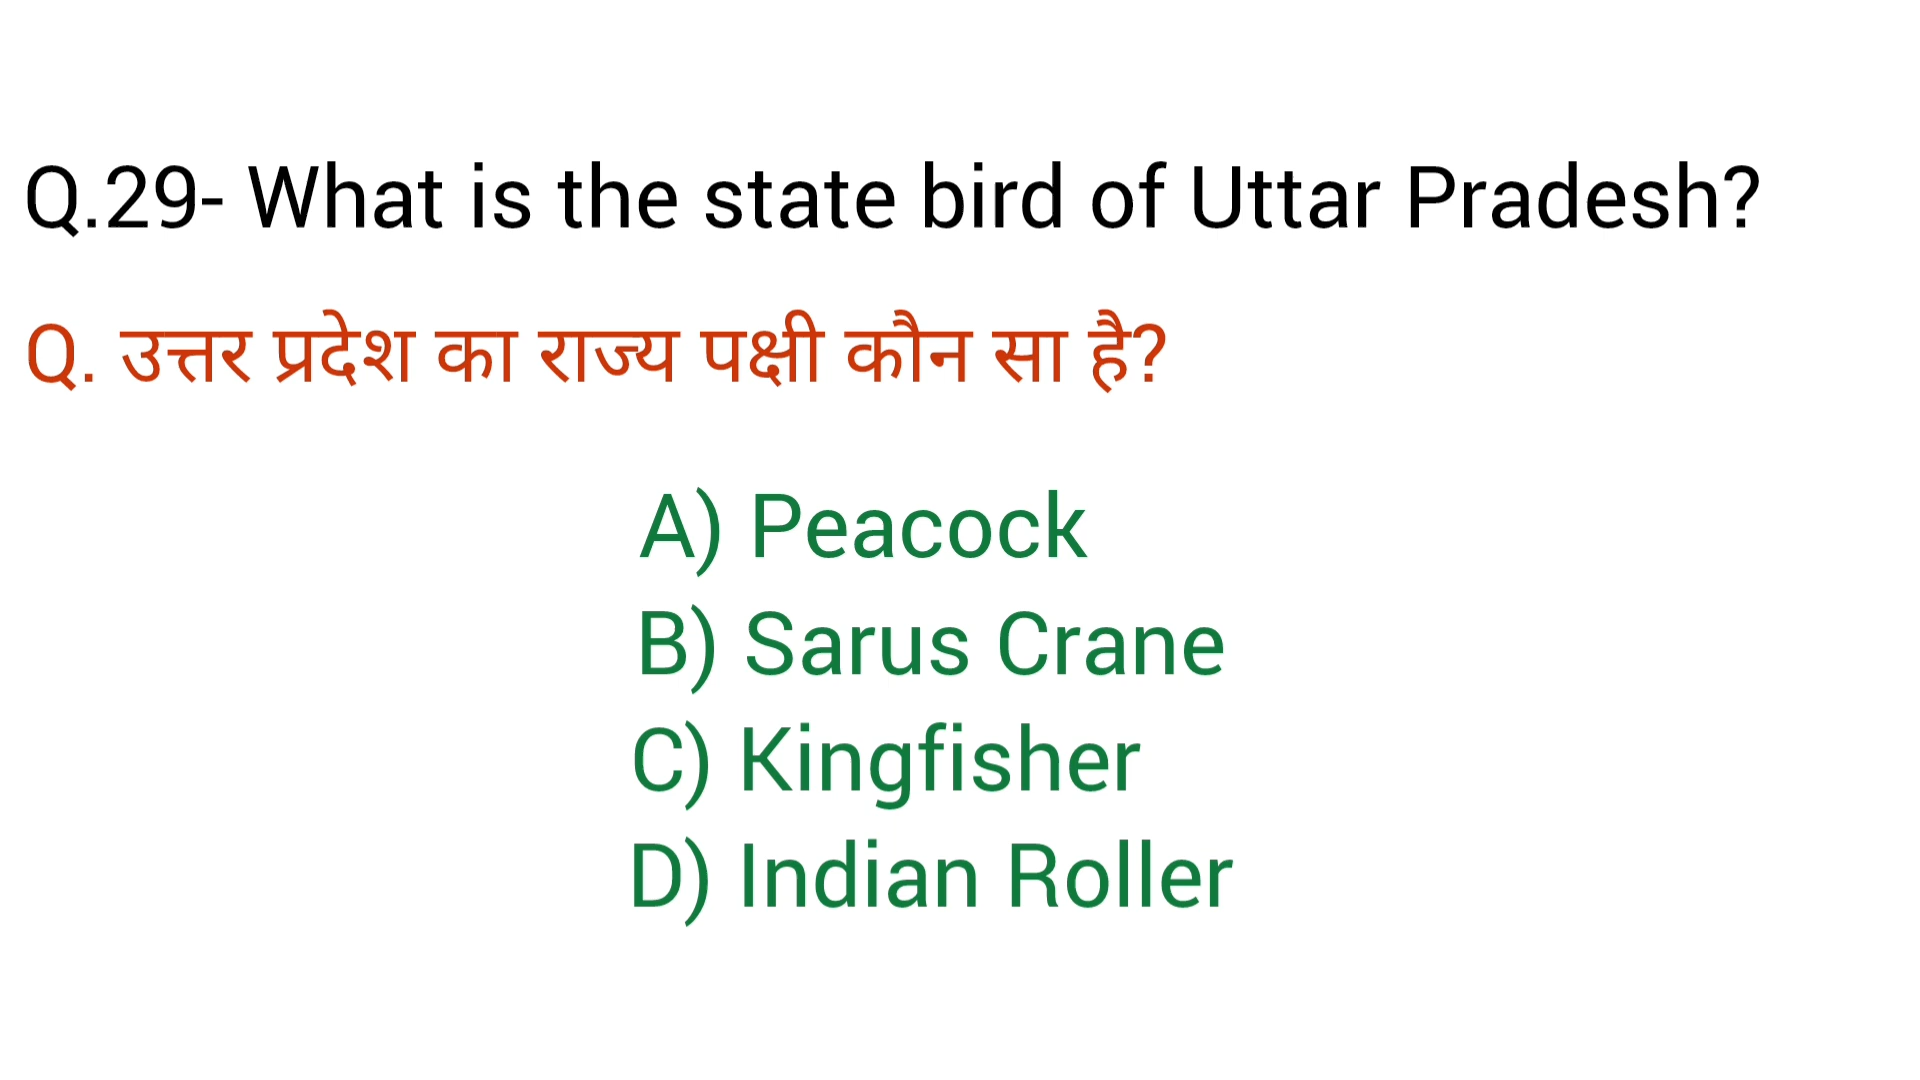 Q.29- What is the state bird of Uttar Pradesh?
Q. उत्तर प्रदेश का राज्य पक्षी कौन सा है?
A) Peacock
B) Sarus Crane
C) Kingfisher
D) Indian Roller